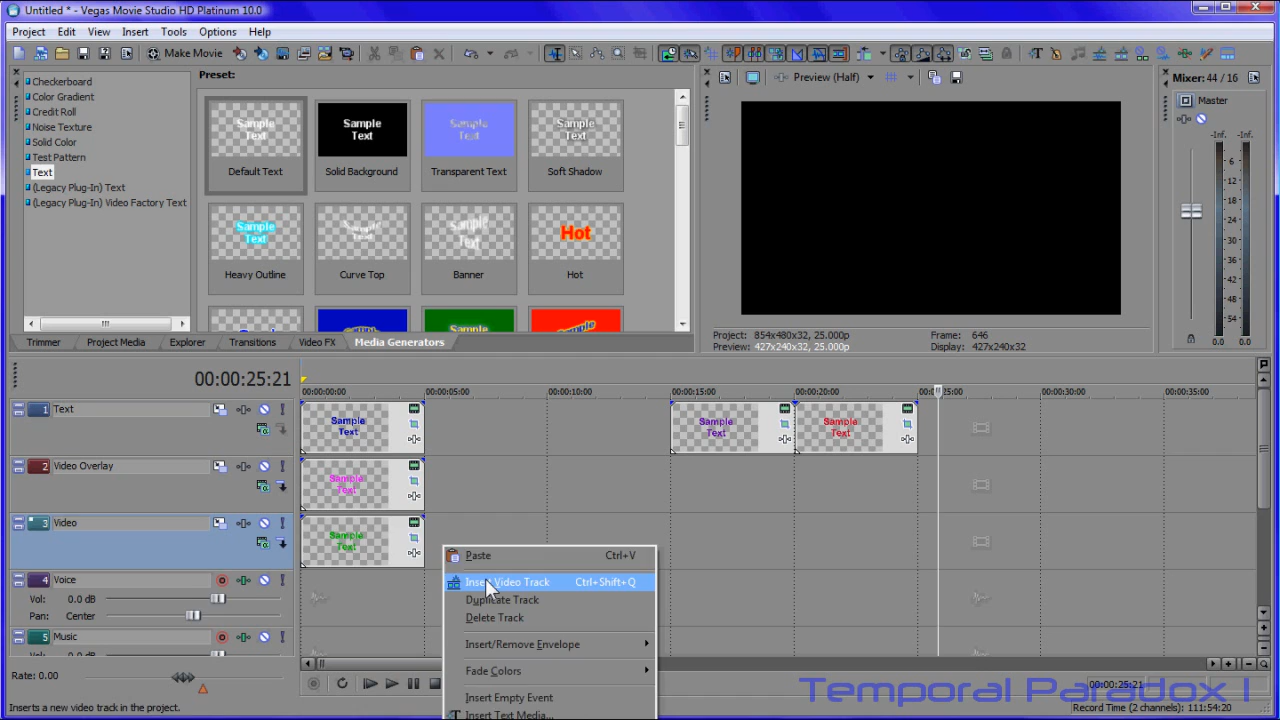 Untitled * - Vegas Movie Studio HD Platinum 10.0
Project Edit View Insert Tools Options Help
Make Movie
Checkerboard
Color Gradient
Credit Roll
Noise Texture
Solid Color
Test Pattern
Text
(Legacy Plug-In) Text
(Legacy Plug-In) Video Factory Text
Preset:
Sample Text
Sample Text
Sample Text
Sample Text
Default Text
Solid Background
Transparent Text
Soft Shadow
Sample Text
Sample Text
Sample Text
Hot
Heavy Outline
Curve Top
Banner
Hot
Sample
Sample
Preview (Half)
Project: 854x480x32, 25.000p
Frame: 646
Preview: 427x240x32, 25.000p
Display: 427x240x32
Mixer: 44 / 16
Master
-Inf. -Inf.
6
12
18
24
30
36
42
48
54
0.0 0.0
Trimmer Project Media Explorer Transitions Video FX Media Generators
00:00:25:21
00:00:00:00 00:00:05:00 00:00:10:00 00:00:15:00 00:00:20:00 00:00:25:00 00:00:30:00 00:00:35:00
1 Text
Sample Text
Sample Text
Sample Text
2 Video Overlay
Sample Text
3 Video
Sample Text
4 Voice
Vol: 0.0 dB
Pan: Center
5 Music
Rate: 0.00
Paste Ctrl+V
Insert Video Track Ctrl+Shift+Q
Duplicate Track
Delete Track
Insert/Remove Envelope
Fade Colors
Insert Empty Event
Insert Text Media...
00:00:25:21
Temporal Paradox I
Inserts a new video track in the project.
Record Time (2 channels): 111:54:20